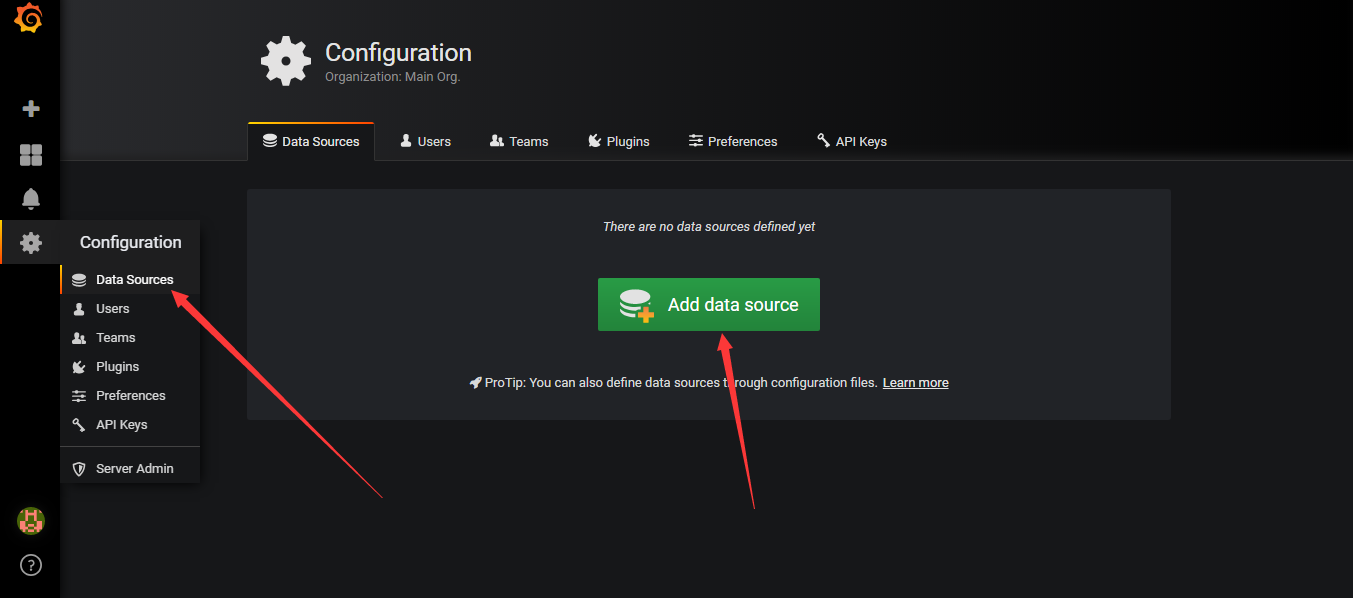 Configuration
Organization: Main Org.
Data Sources
Users
Teams
Plugins
Preferences
API Keys
Configuration
Data Sources
Users
Teams
Plugins
Preferences
API Keys
Server Admin
There are no data sources defined yet
Add data source
ProTip: You can also define data sources through configuration files. Learn more
?